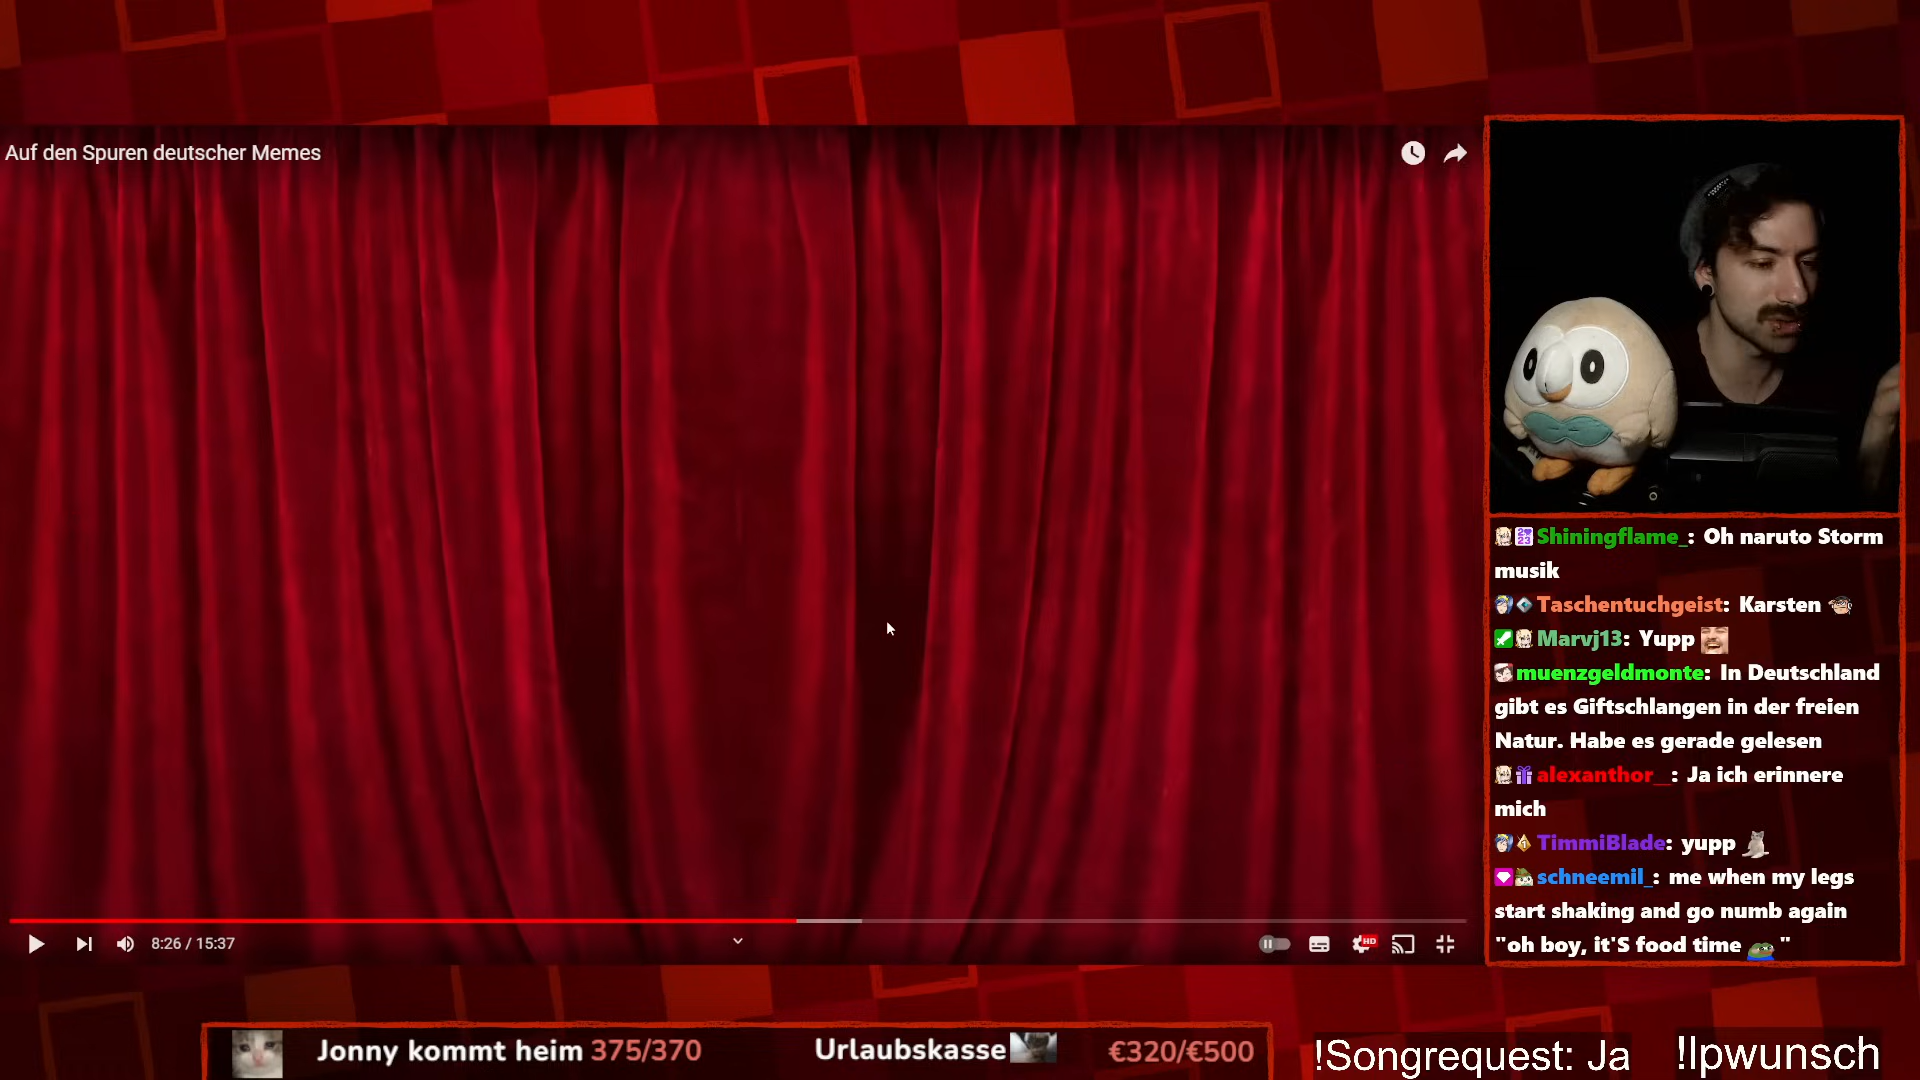 Auf den Spuren deutscher Memes
8:26 / 15:37
HD
Shiningflame_: Oh naruto Storm
musik
Taschentuchgeist: Karsten
Marvj13: Yupp
muenzgeldmonte: In Deutschland
gibt es Giftschlangen in der freien
Natur. Habe es gerade gelesen
alexanthor__: Ja ich erinnere
mich
TimmiBlade: yupp
schneemil_: me when my legs
start shaking and go numb again
"oh boy, it'S food time "
Jonny kommt heim 375/370
Urlaubskasse €320/€500
!Songrequest: Ja
!lpwunsch